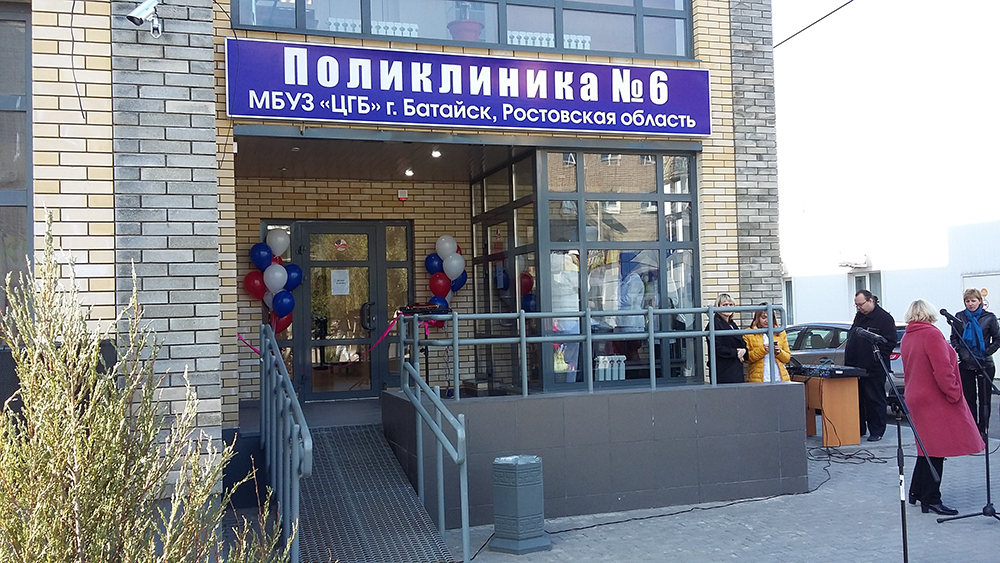 Поликлиника №6
МБУЗ «ЦГБ» г. Батайск, Ростовская область